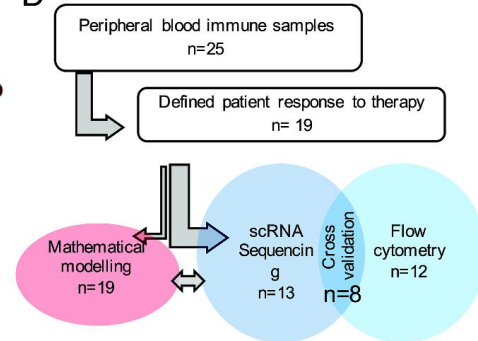 Peripheral blood immune samples
n=25
Defined patient response to therapy
n= 19
Mathematical
modelling
n=19
scRNA
Sequencin
g
n=13
Cross
validation
n=8
Flow
cytometry
n=12